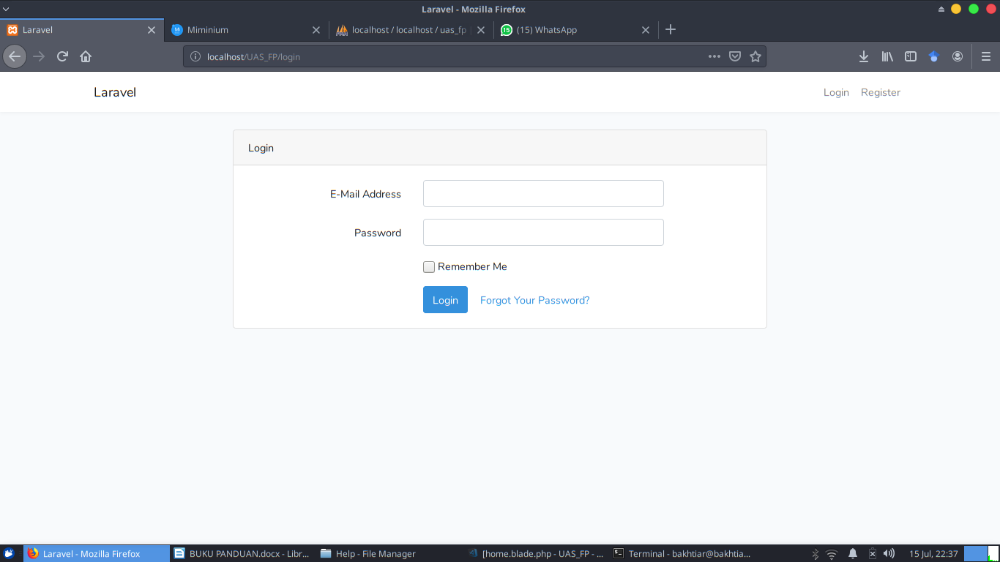 Laravel - Mozilla Firefox
Laravel
Miminium
localhost / localhost / uas_fp
(15) WhatsApp
localhost/UAS_FP/login
Laravel
Login Register
Login
E-Mail Address
Password
Remember Me
Login Forgot Your Password?
Laravel - Mozilla Firefox
BUKU PANDUAN.docx - Libr...
Help - File Manager
[home.blade.php - UAS_FP - ...
Terminal - bakhtiar@bakhtia...
15 Jul, 22:37